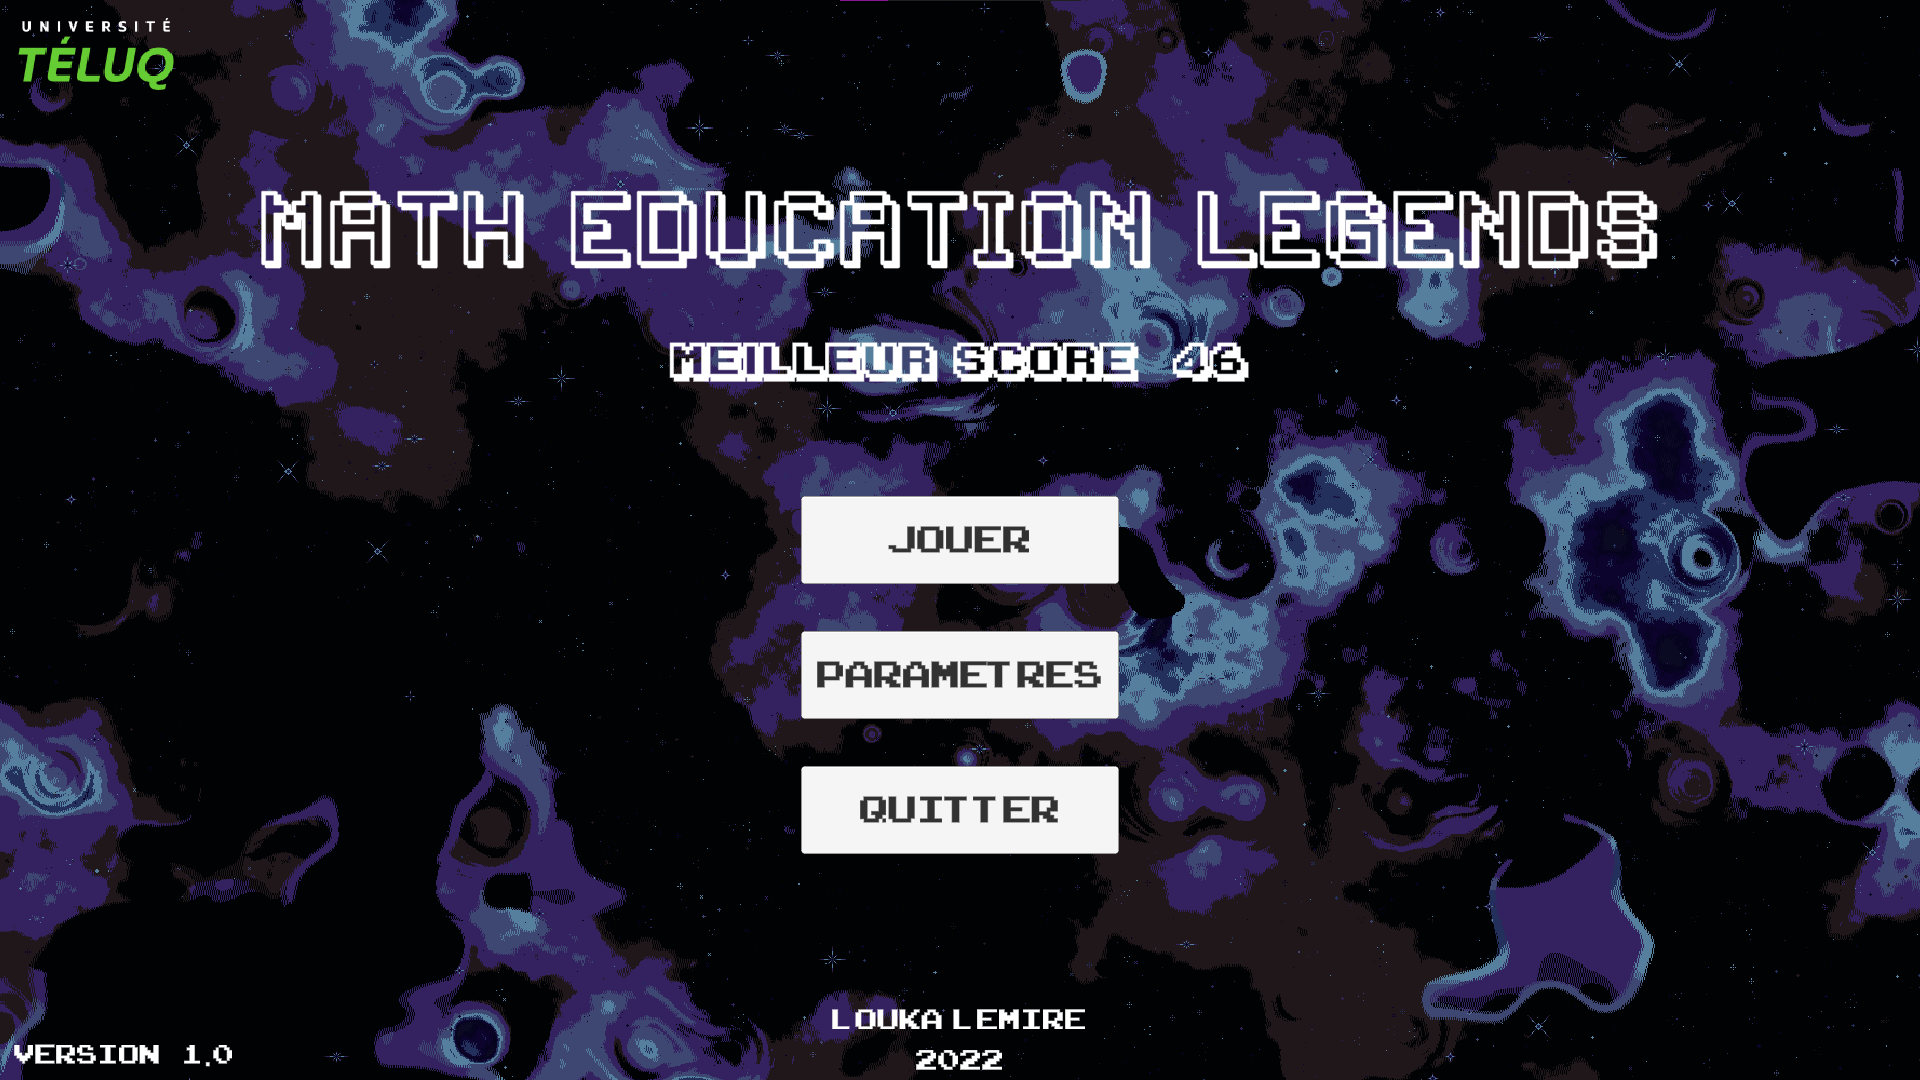 UNIVERSITÉ
TÉLUQ
MATH EDUCATION LEGENDS
MEILLEUR SCORE 46
JOUER
PARAMETRES
QUITTER
LOUKA LEMIRE
2022
VERSION 1.0